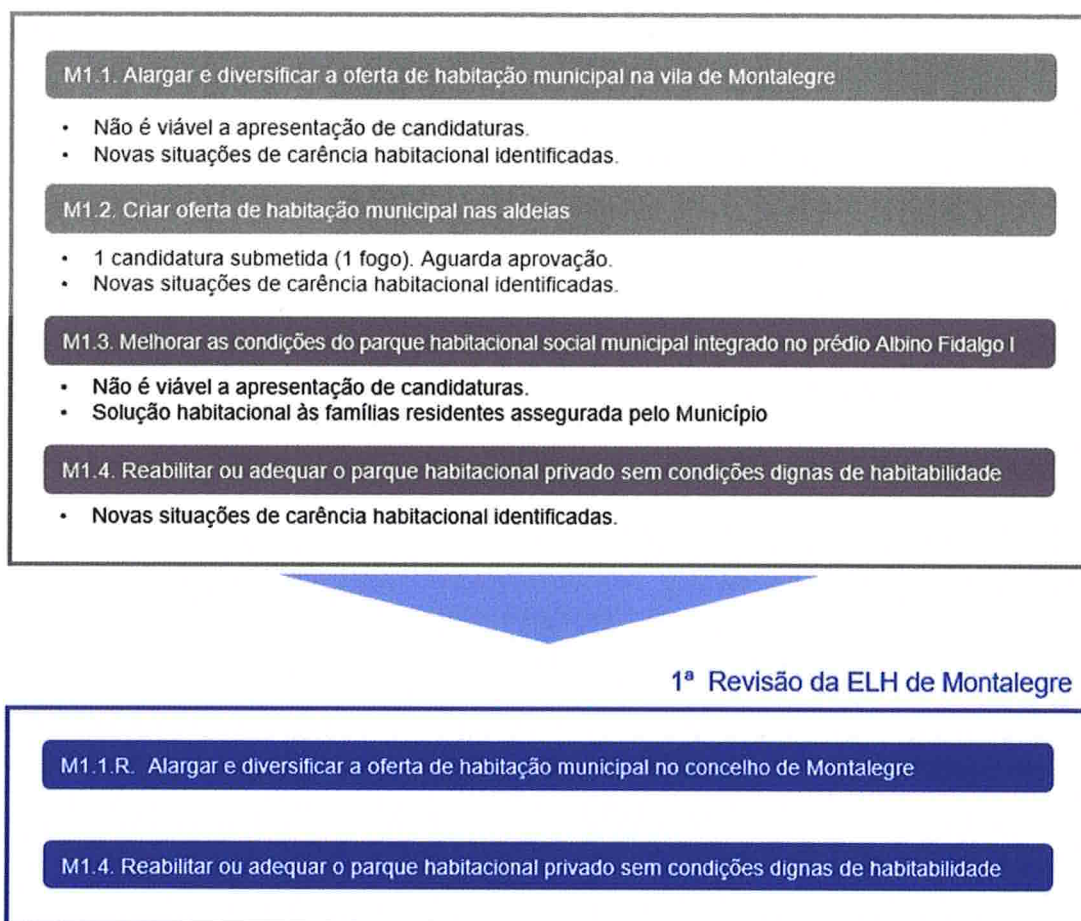 M1.1. Alargar e diversificar a oferta de habitação municipal na vila de Montalegre
• Não é viável a apresentação de candidaturas.
• Novas situações de carência habitacional identificadas.
M1.2. Criar oferta de habitação municipal nas aldeias
• 1 candidatura submetida (1 fogo). Aguarda aprovação.
• Novas situações de carência habitacional identificadas.
M1.3. Melhorar as condições do parque habitacional social municipal integrado no prédio Albino Fidalgo I
• Não é viável a apresentação de candidaturas.
• Solução habitacional às famílias residentes assegurada pelo Município
M1.4. Reabilitar ou adequar o parque habitacional privado sem condições dignas de habitabilidade
• Novas situações de carência habitacional identificadas.
1ª Revisão da ELH de Montalegre
M1.1.R. Alargar e diversificar a oferta de habitação municipal no concelho de Montalegre
M1.4. Reabilitar ou adequar o parque habitacional privado sem condições dignas de habitabilidade